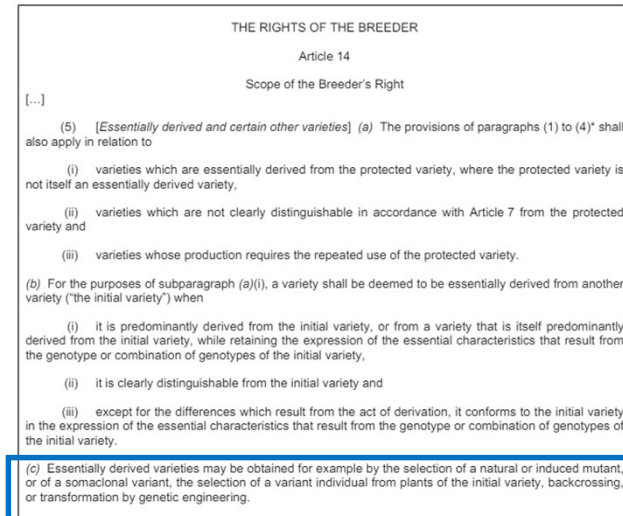 THE RIGHTS OF THE BREEDER
Article 14
Scope of the Breeder's Right
[...]
(5) [Essentially derived and certain other varieties] (a) The provisions of paragraphs (1) to (4)* shall
also apply in relation to
(i) varieties which are essentially derived from the protected variety, where the protected variety is
not itself an essentially derived variety,
(ii) varieties which are not clearly distinguishable in accordance with Article 7 from the protected
variety and
(iii) varieties whose production requires the repeated use of the protected variety.
(b) For the purposes of subparagraph (a)(i), a variety shall be deemed to be essentially derived from another
variety ("the initial variety") when
(i) it is predominantly derived from the initial variety, or from a variety that is itself predominantly
derived from the initial variety, while retaining the expression of the essential characteristics that result from
the genotype or combination of genotypes of the initial variety,
(ii) it is clearly distinguishable from the initial variety and
(iii) except for the differences which result from the act of derivation, it conforms to the initial variety
in the expression of the essential characteristics that result from the genotype or combination of genotypes of
the initial variety.
(c) Essentially derived varieties may be obtained for example by the selection of a natural or induced mutant,
or of a somaclonal variant, the selection of a variant individual from plants of the initial variety, backcrossing,
or transformation by genetic engineering.